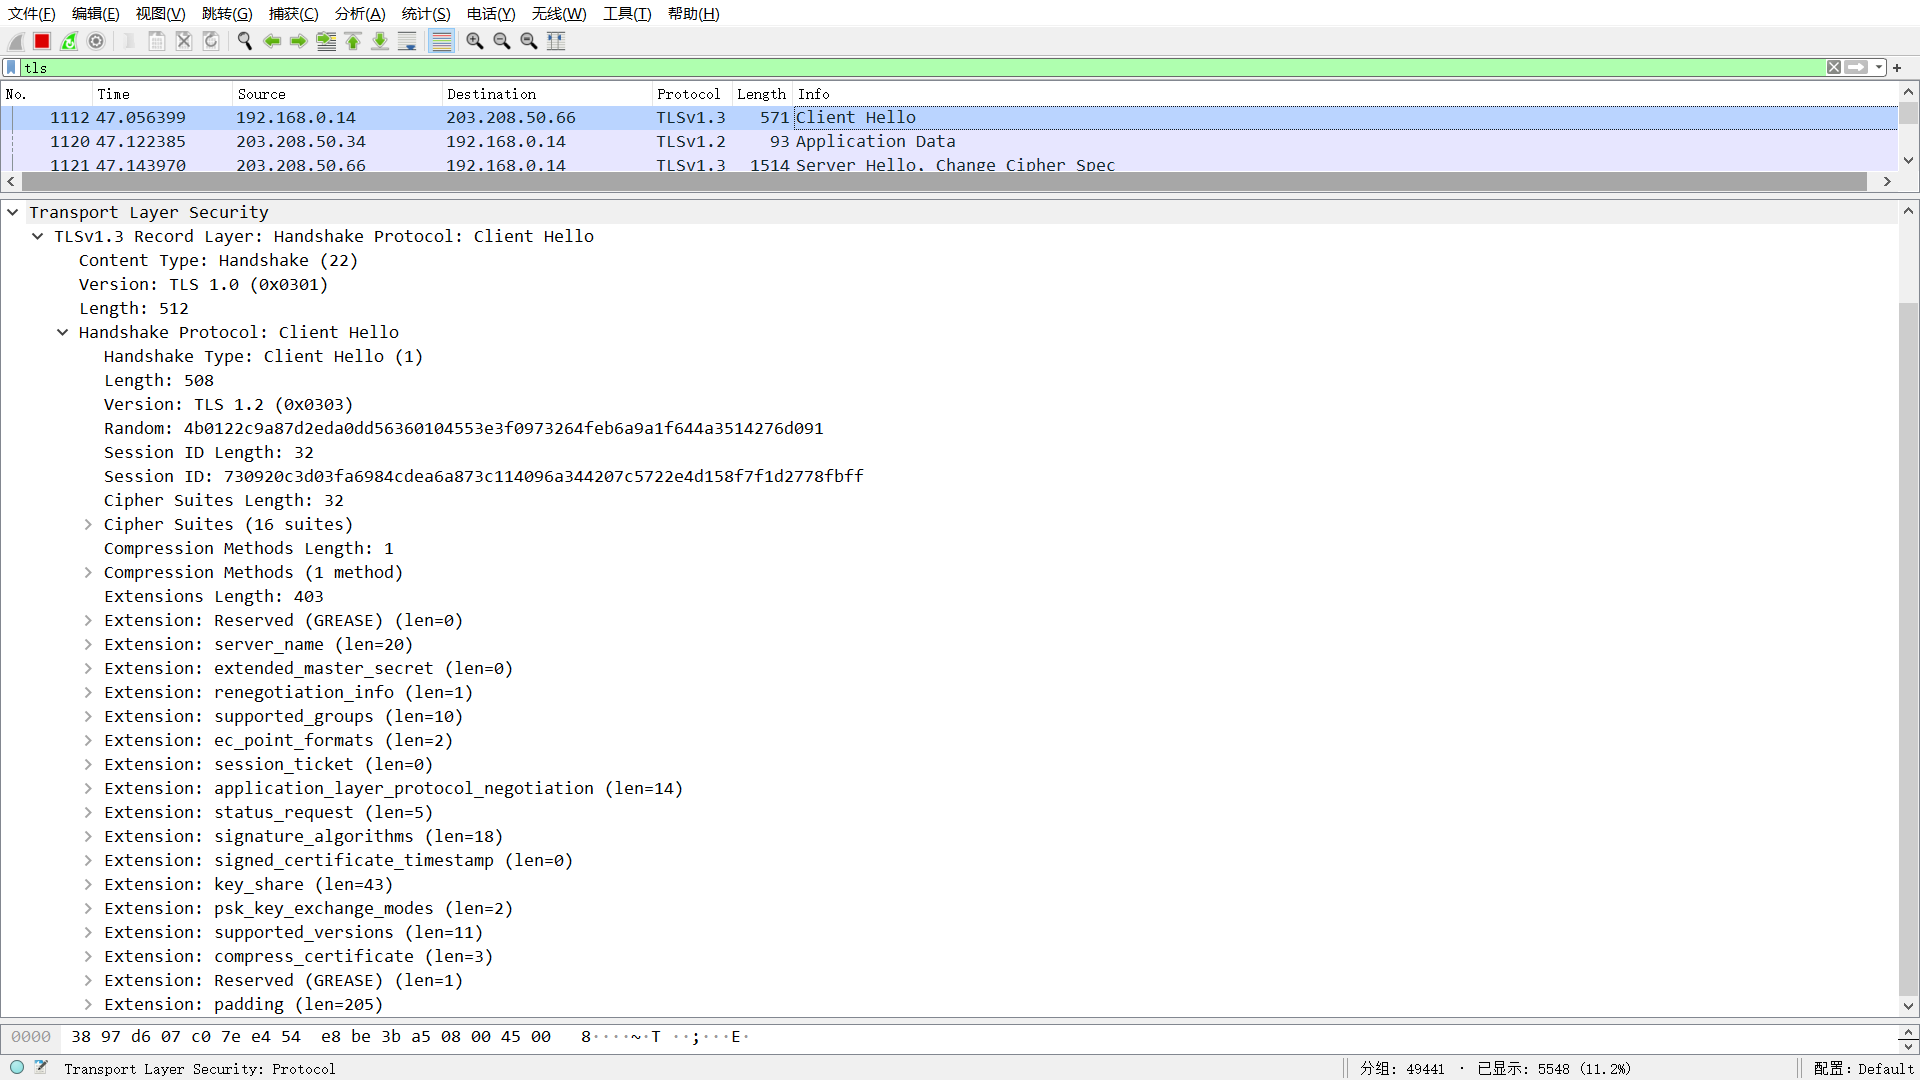 文件(F) 编辑(E) 视图(V) 跳转(G) 捕获(C) 分析(A) 统计(S) 电话(Y) 无线(W) 工具(T) 帮助(H)
tls
No. Time Source Destination Protocol Length Info
1112 47.056399 192.168.0.14 203.208.50.66 TLSv1.3 571 Client Hello
1120 47.122385 203.208.50.34 192.168.0.14 TLSv1.2 93 Application Data
1121 47.143970 203.208.50.66 192.168.0.14 TLSv1.3 1514 Server Hello, Change Cipher Spec
Transport Layer Security
TLSv1.3 Record Layer: Handshake Protocol: Client Hello
Content Type: Handshake (22)
Version: TLS 1.0 (0x0301)
Length: 512
Handshake Protocol: Client Hello
Handshake Type: Client Hello (1)
Length: 508
Version: TLS 1.2 (0x0303)
Random: 4b0122c9a87d2eda0dd56360104553e3f0973264feb6a9a1f644a3514276d091
Session ID Length: 32
Session ID: 730920c3d03fa6984cdea6a873c114096a344207c5722e4d158f7f1d2778fbff
Cipher Suites Length: 32
Cipher Suites (16 suites)
Compression Methods Length: 1
Compression Methods (1 method)
Extensions Length: 403
Extension: Reserved (GREASE) (len=0)
Extension: server_name (len=20)
Extension: extended_master_secret (len=0)
Extension: renegotiation_info (len=1)
Extension: supported_groups (len=10)
Extension: ec_point_formats (len=2)
Extension: session_ticket (len=0)
Extension: application_layer_protocol_negotiation (len=14)
Extension: status_request (len=5)
Extension: signature_algorithms (len=18)
Extension: signed_certificate_timestamp (len=0)
Extension: key_share (len=43)
Extension: psk_key_exchange_modes (len=2)
Extension: supported_versions (len=11)
Extension: compress_certificate (len=3)
Extension: Reserved (GREASE) (len=1)
Extension: padding (len=205)
0000 38 97 d6 07 c0 7e e4 54 e8 be 3b a5 08 00 45 00 8····~·T ··;···E·
Transport Layer Security: Protocol 分组: 49441 · 已显示: 5548 (11.2%) 配置: Default